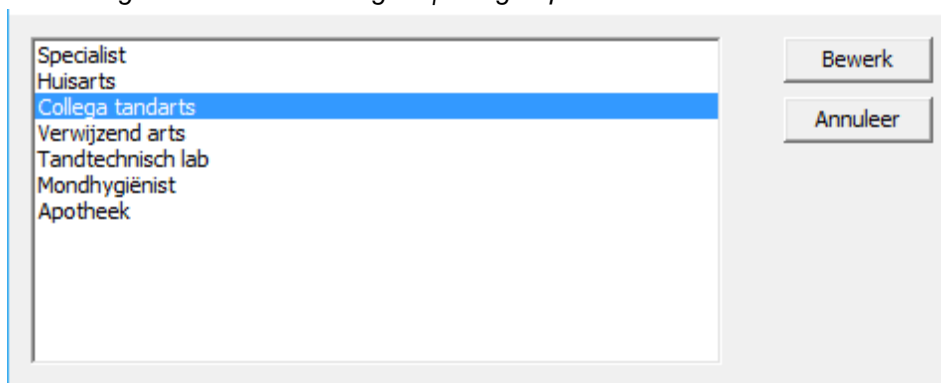 Specialist
Huisarts
Collega tandarts
Verwijzend arts
Tandtechnisch lab
Mondhygiënist
Apotheek
Bewerk
Annuleer